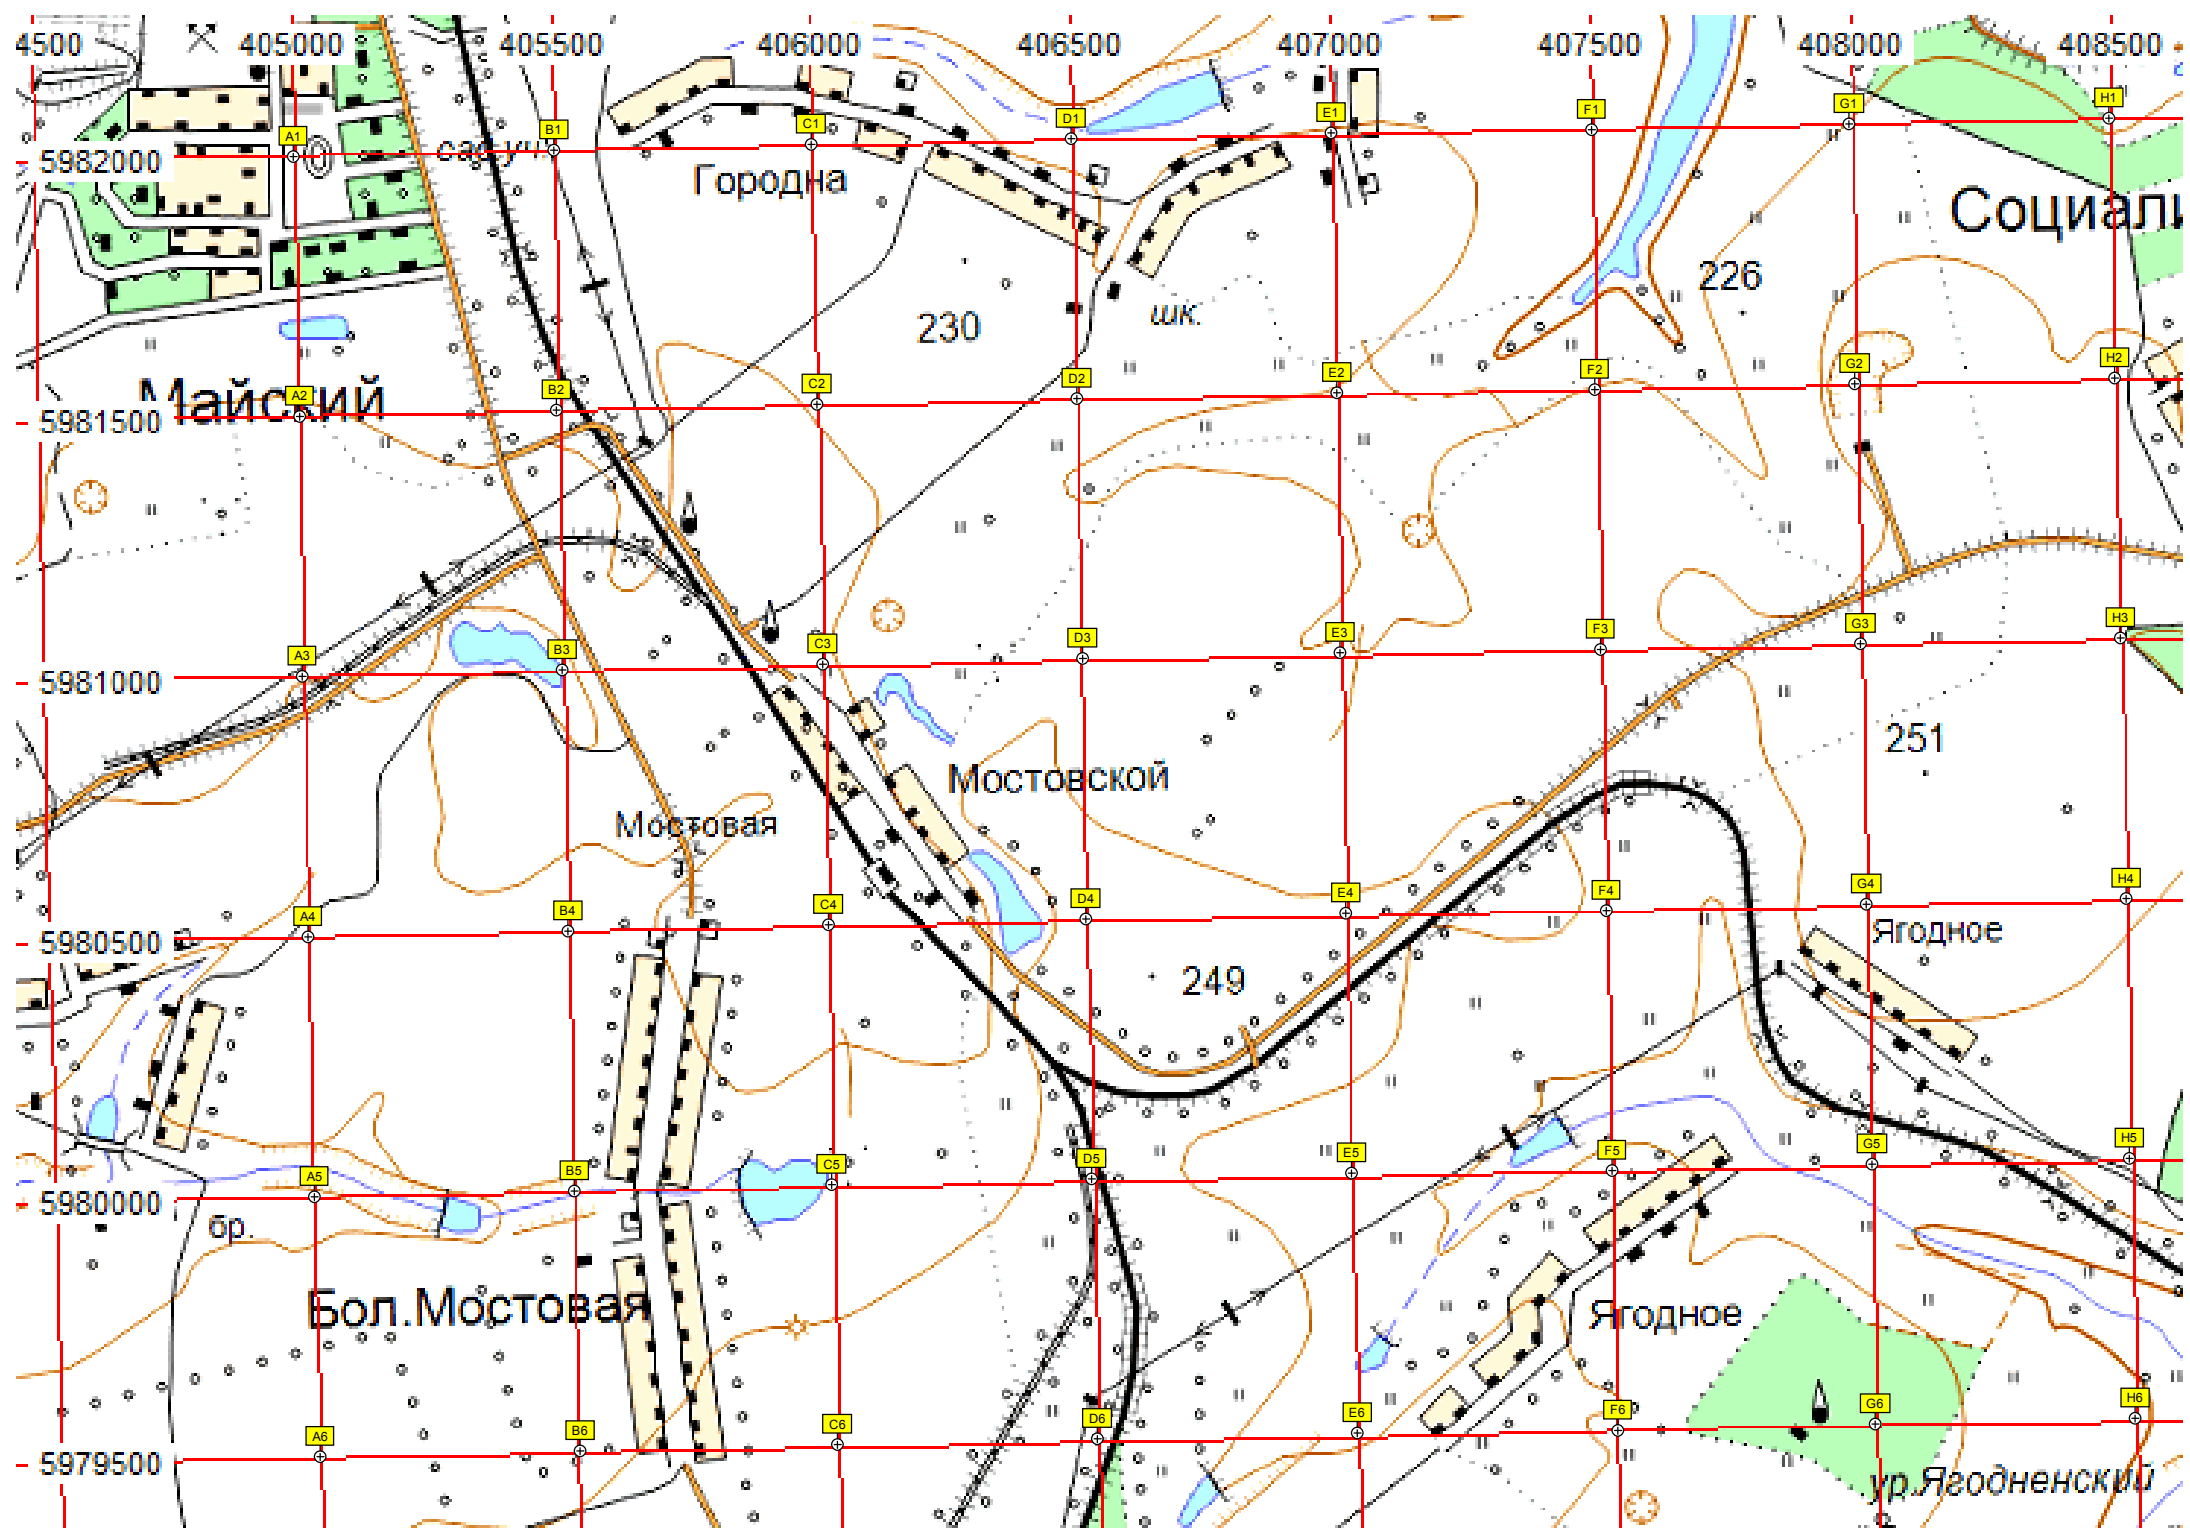 4500 405000 405500 406000 406500 407000 407500 408000 408500
A1 B1 C1 D1 E1 F1 G1 H1
5982000
Городна
Социали
226
шк.
230
Майский
A2 B2 C2 D2 E2 F2 G2 H2
5981500
A3 B3 C3 D3 E3 F3 G3 H3
5981000
251
Мостовской
Мостовая
A4 B4 C4 D4 E4 F4 G4 H4
5980500
Ягодное
249
A5 B5 C5 D5 E5 F5 G5 H5
5980000
бр.
Бол.Мостовая
Ягодное
A6 B6 C6 D6 E6 F6 G6 H6
5979500
ур.Ягодненский